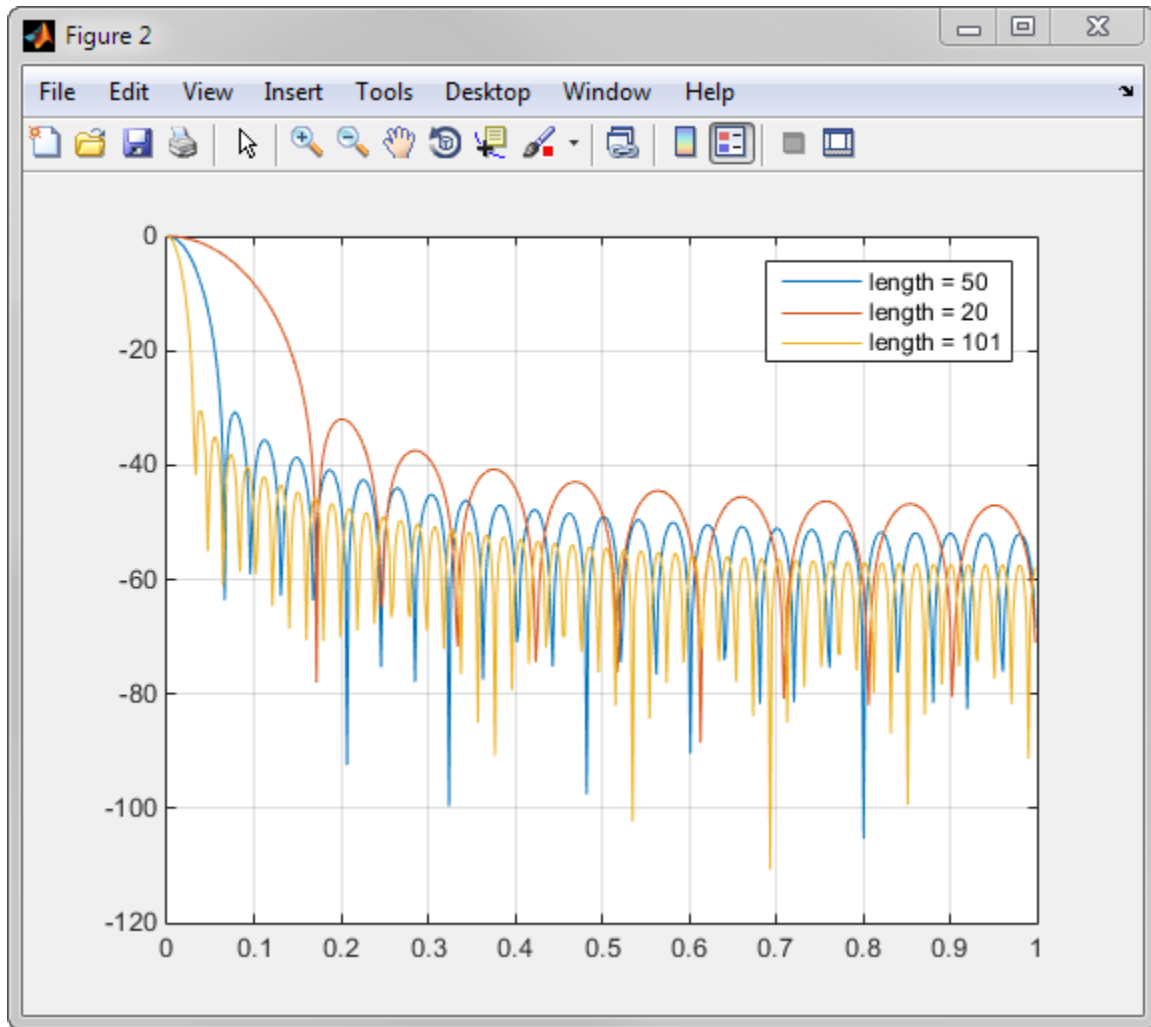 Figure 2
File Edit View Insert Tools Desktop Window Help
length = 50
length = 20
length = 101
0
-20
-40
-60
-80
-100
-120
0 0.1 0.2 0.3 0.4 0.5 0.6 0.7 0.8 0.9 1